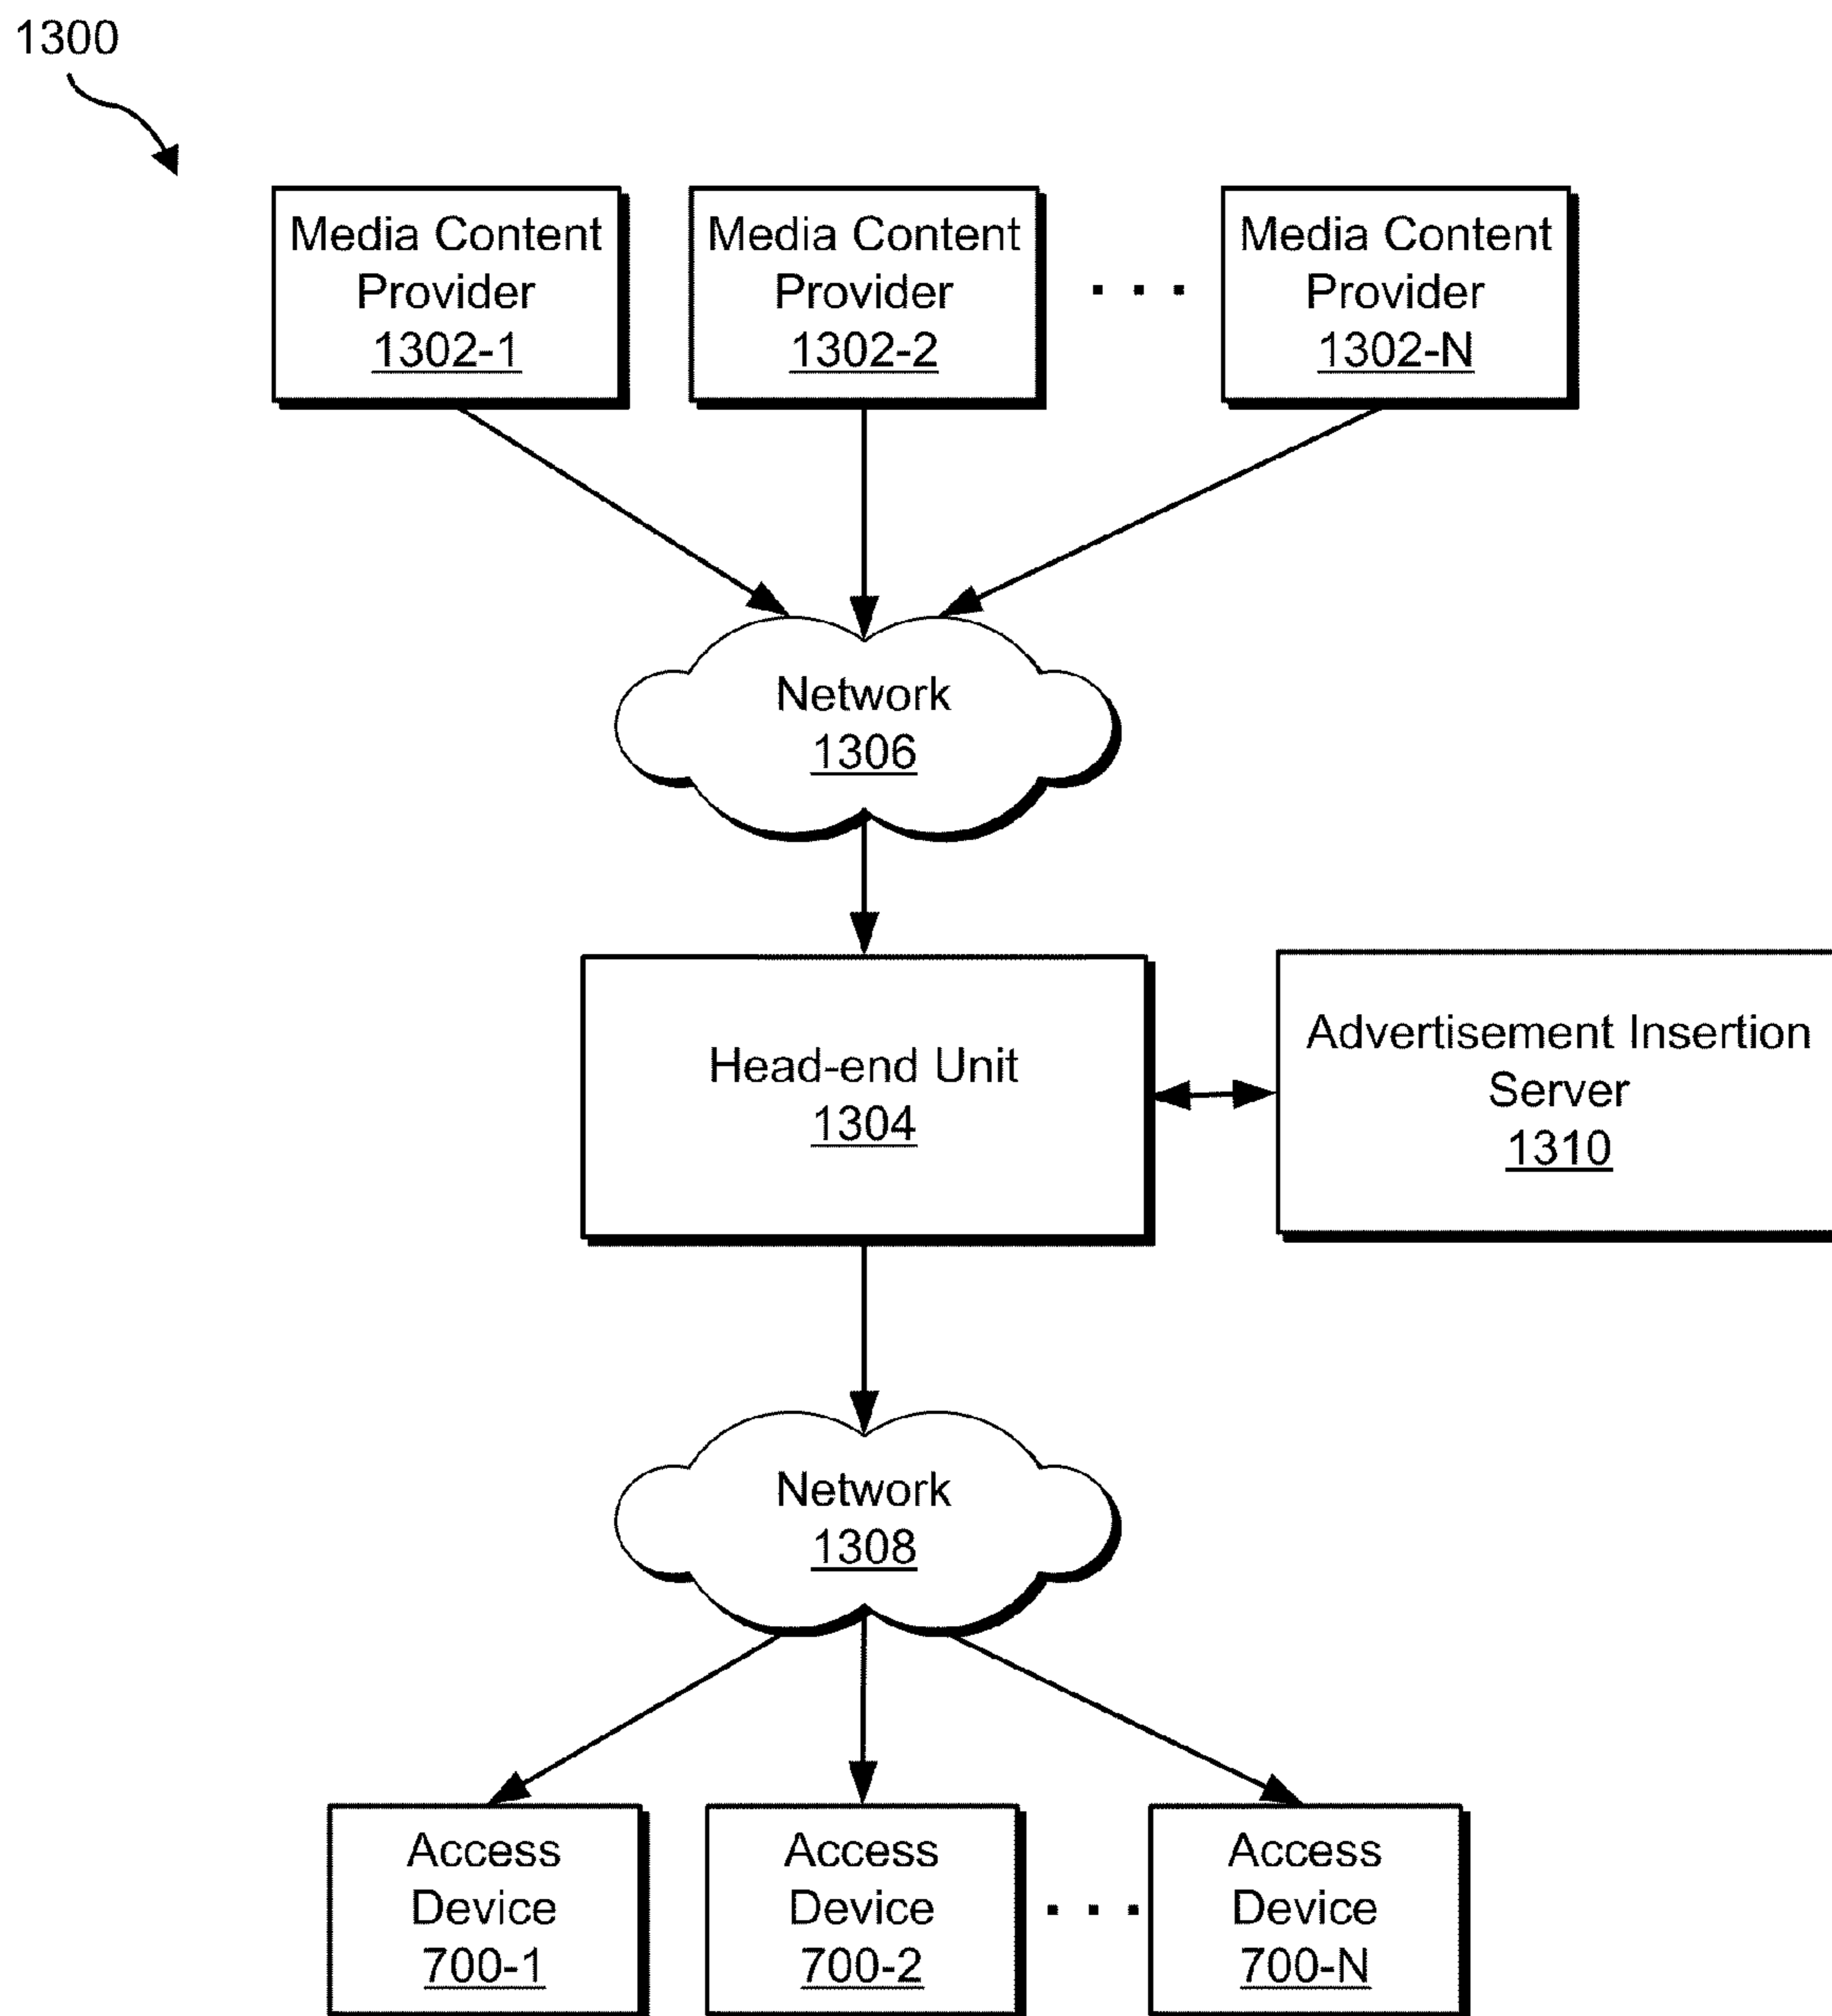 1300
Media Content
Provider
1302-1
Media Content
Provider
1302-2
. . .
Media Content
Provider
1302-N
Network
1306
Head-end Unit
1304
Advertisement Insertion
Server
1310
Network
1308
Access
Device
700-1
Access
Device
700-2
. . .
Access
Device
700-N